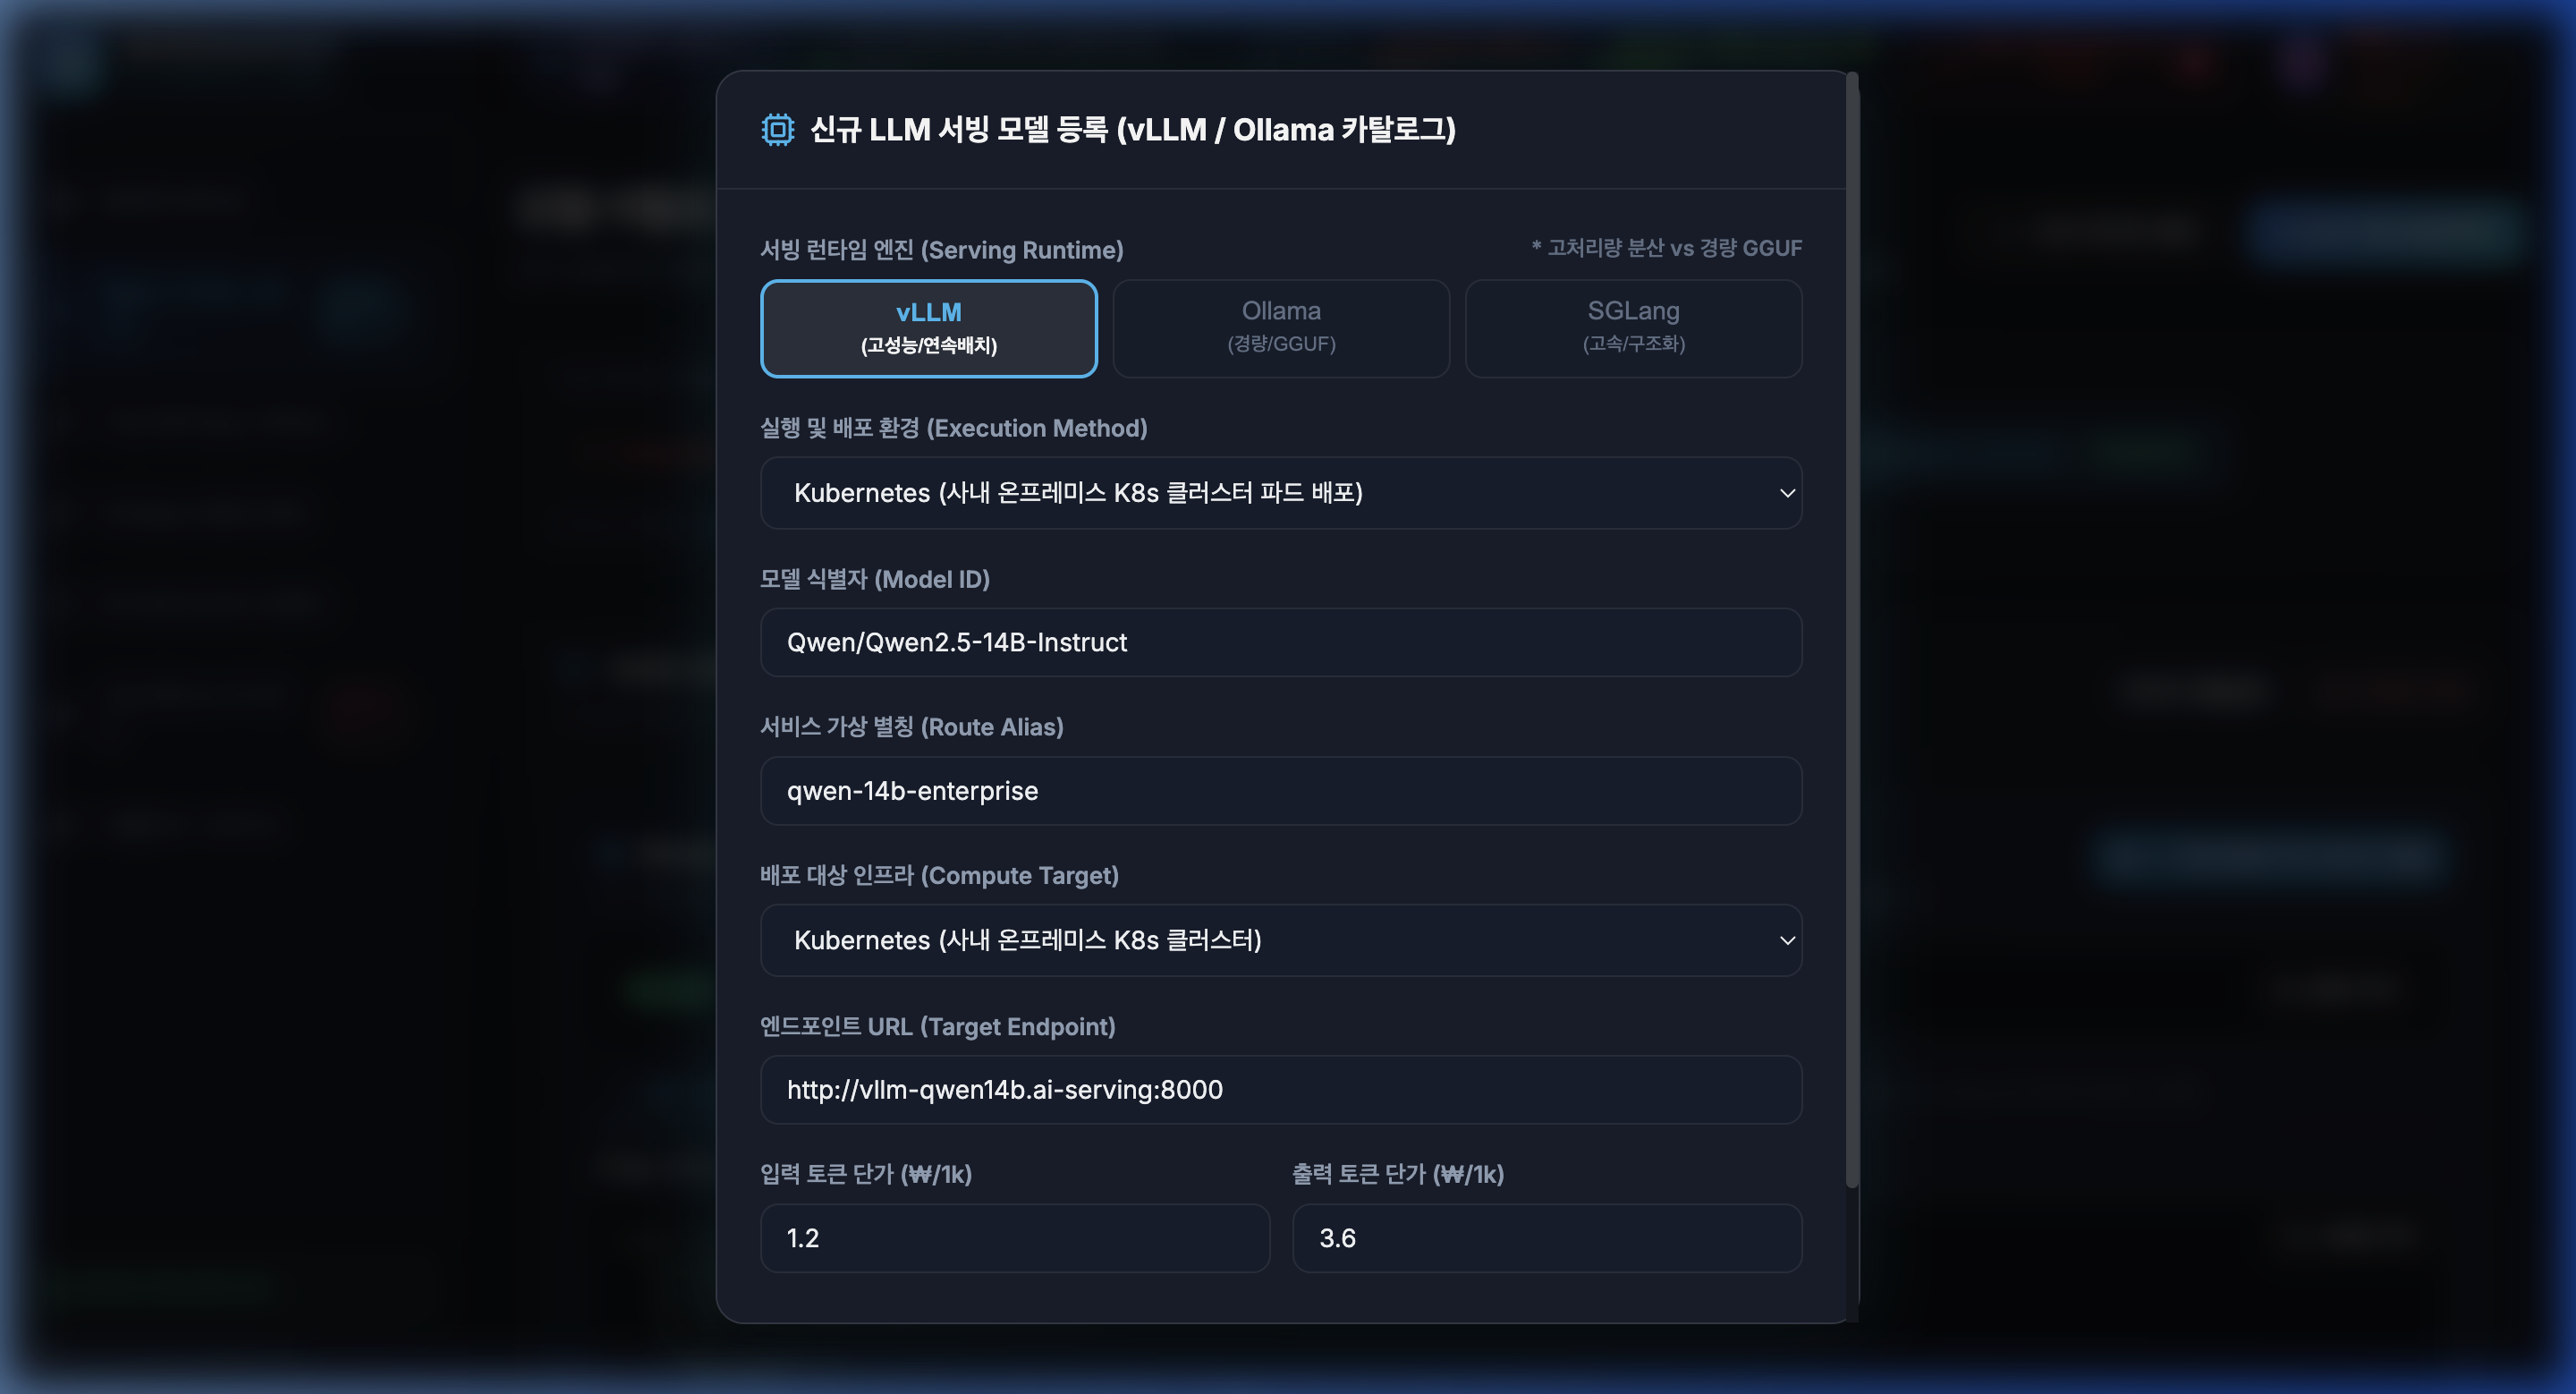 신규 LLM 서빙 모델 등록 (vLLM / Ollama 카탈로그)
서빙 런타임 엔진 (Serving Runtime)
* 고처리량 분산 vs 경량 GGUF
vLLM
(고성능/연속배치)
Ollama
(경량/GGUF)
SGLang
(고속/구조화)
실행 및 배포 환경 (Execution Method)
Kubernetes (사내 온프레미스 K8s 클러스터 파드 배포)
모델 식별자 (Model ID)
Qwen/Qwen2.5-14B-Instruct
서비스 가상 별칭 (Route Alias)
qwen-14b-enterprise
배포 대상 인프라 (Compute Target)
Kubernetes (사내 온프레미스 K8s 클러스터)
엔드포인트 URL (Target Endpoint)
http://vllm-qwen14b.ai-serving:8000
입력 토큰 단가 (₩/1k)
출력 토큰 단가 (₩/1k)
1.2
3.6